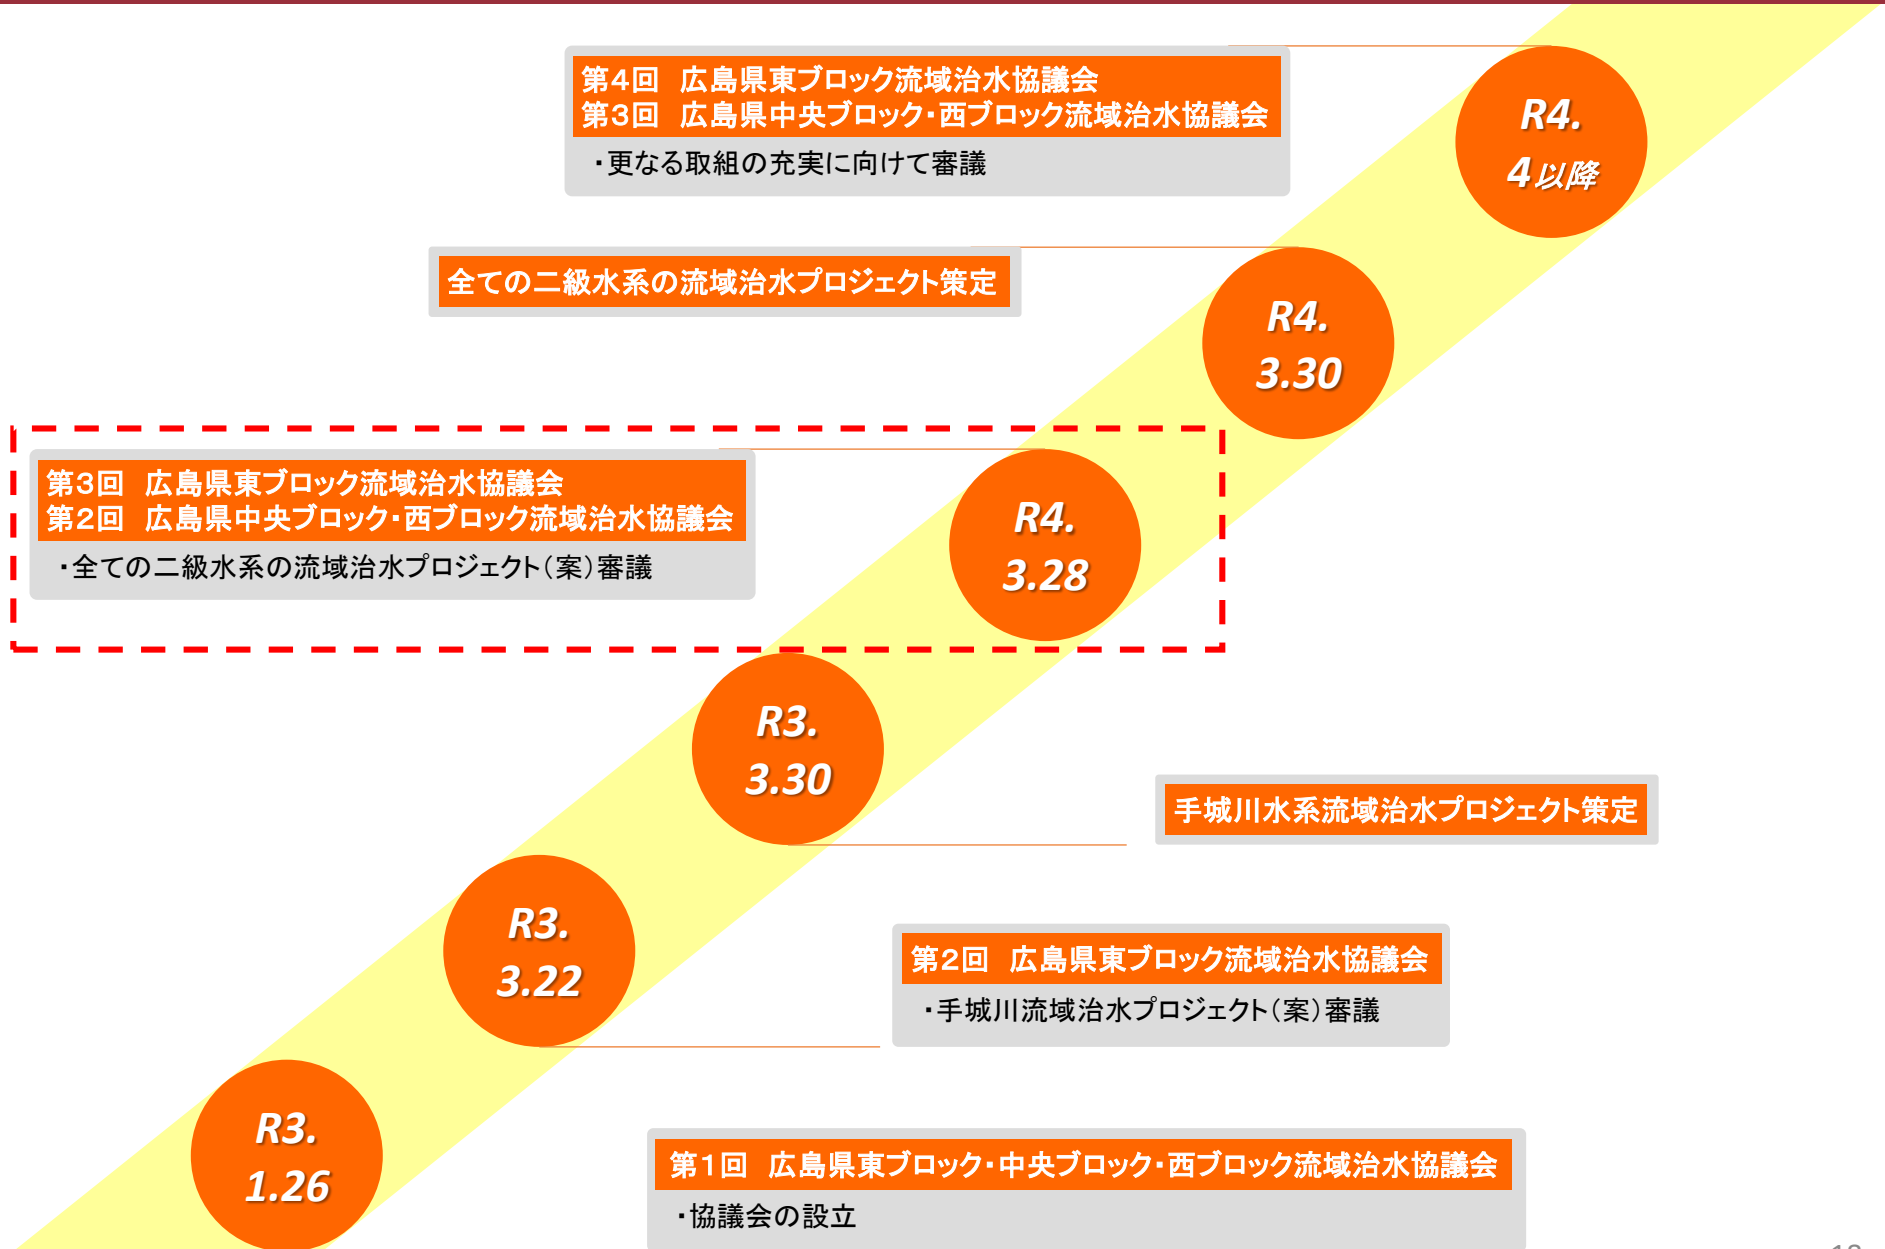 第4回　広島県東ブロック流域治水協議会
第3回　広島県中央ブロック・西ブロック流域治水協議会
・更なる取組の充実に向けて審議
R4.
4以降
全ての二級水系の流域治水プロジェクト策定
R4.
3.30
第3回　広島県東ブロック流域治水協議会
第2回　広島県中央ブロック・西ブロック流域治水協議会
・全ての二級水系の流域治水プロジェクト（案）審議
R4.
3.28
R3.
3.30
手城川水系流域治水プロジェクト策定
R3.
3.22
第2回　広島県東ブロック流域治水協議会
・手城川流域治水プロジェクト（案）審議
R3.
1.26
第1回　広島県東ブロック・中央ブロック・西ブロック流域治水協議会
・協議会の設立